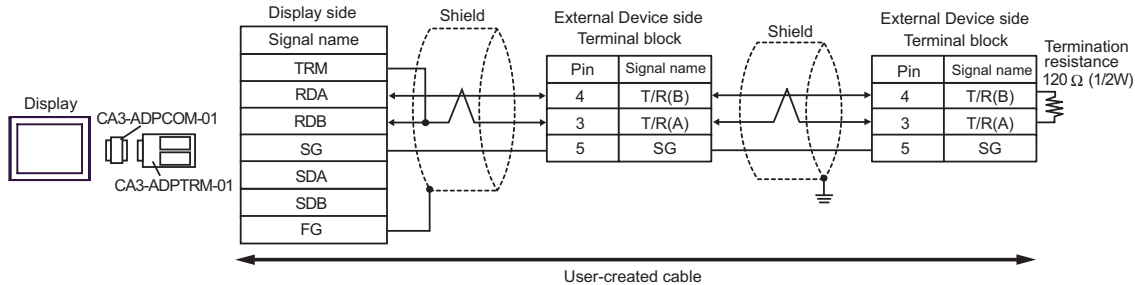 Display side
Shield
External Device side
Terminal block
Shield
External Device side
Terminal block
Termination
resistance
120 Ω (1/2W)
Display
CA3-ADPCOM-01
CA3-ADPTRM-01
Signal name
TRM
RDA
RDB
SG
SDA
SDB
FG
Pin Signal name
4 T/R(B)
3 T/R(A)
5 SG
Pin Signal name
4 T/R(B)
3 T/R(A)
5 SG
User-created cable